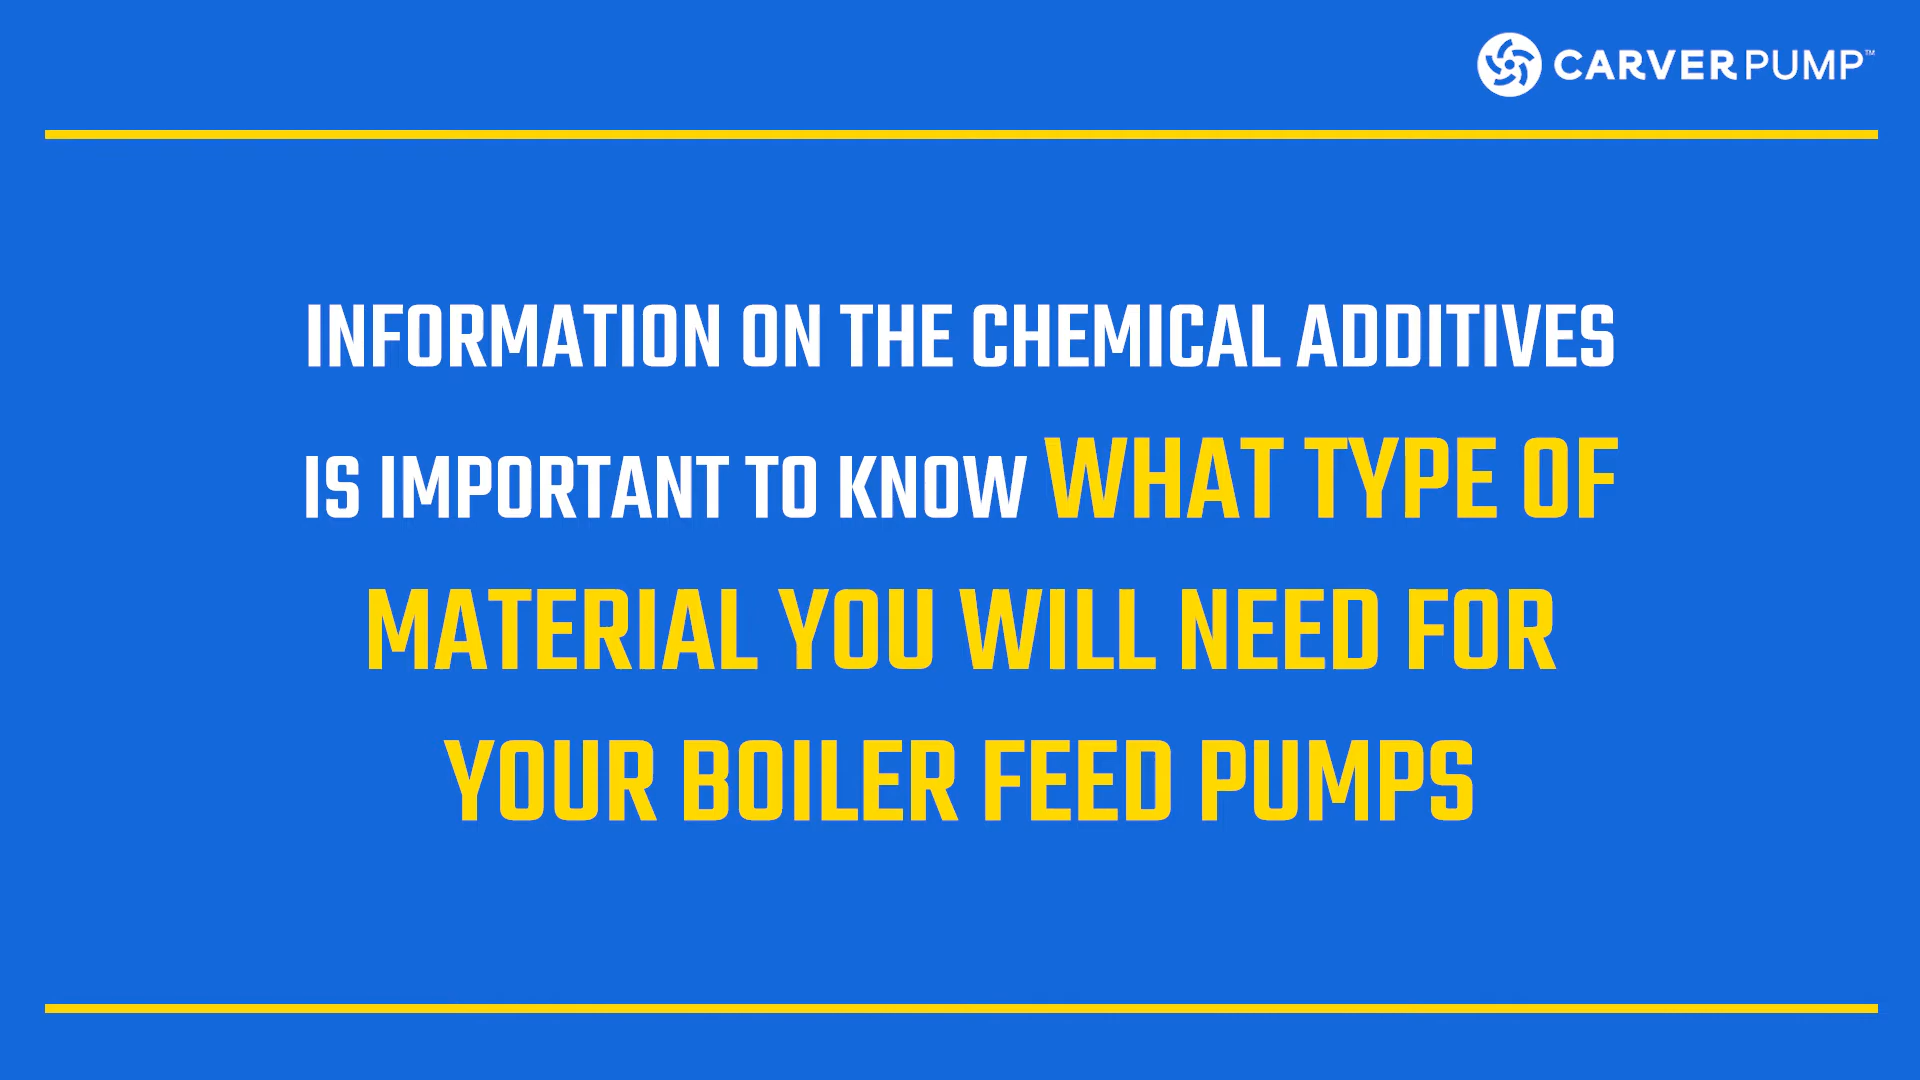 CARVER PUMP™
INFORMATION ON THE CHEMICAL ADDITIVES
IS IMPORTANT TO KNOW WHAT TYPE OF
MATERIAL YOU WILL NEED FOR
YOUR BOILER FEED PUMPS